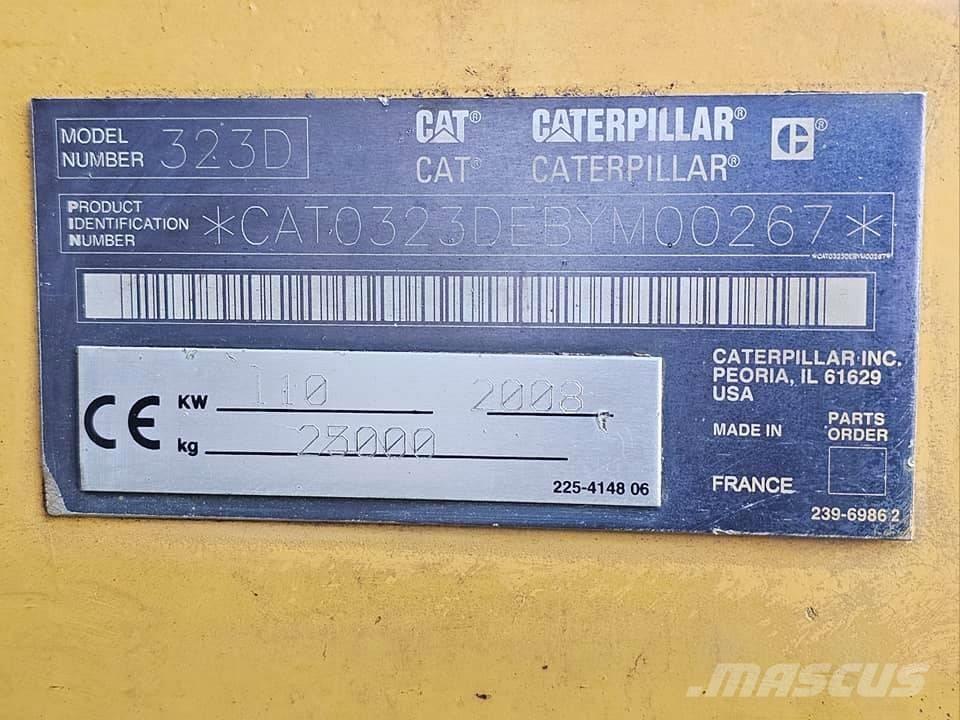 MODEL NUMBER 323D
CAT® CATERPILLAR® C®
CAT® CATERPILLAR®
PRODUCT IDENTIFICATION NUMBER *CAT0323DEBYM00267*
*CAT0323DEBYM00267*
CE KW 110 2008
kg 23000
225-4148 06
CATERPILLAR INC.
PEORIA, IL 61629
USA
MADE IN
FRANCE
PARTS
ORDER
239-6986 2
MASCUS